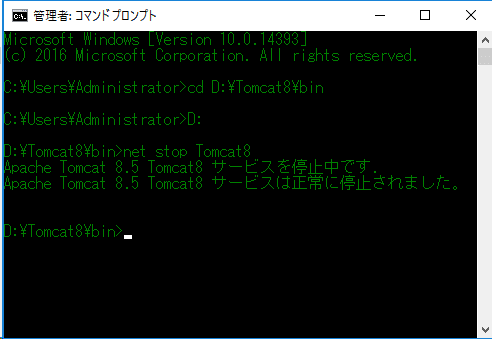 管理者: コマンドプロンプト
Microsoft Windows [Version 10.0.14393]
(c) 2016 Microsoft Corporation. All rights reserved.
C:¥Users¥Administrator>cd D:¥Tomcat8¥bin
C:¥Users¥Administrator>D:
D:¥Tomcat8¥bin>net stop Tomcat8
Apache Tomcat 8.5 Tomcat8 サービスを停止中です.
Apache Tomcat 8.5 Tomcat8 サービスは正常に停止されました。
D:¥Tomcat8¥bin>